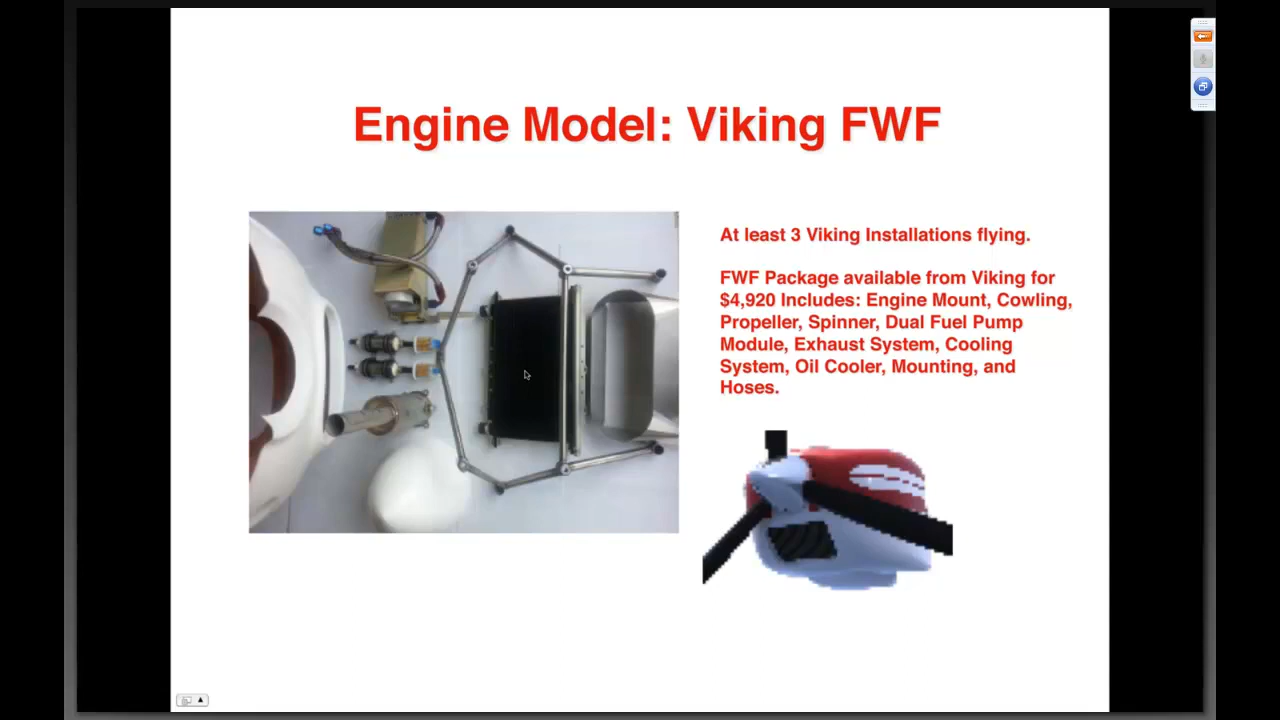 Engine Model: Viking FWF
At least 3 Viking Installations flying.
FWF Package available from Viking for
$4,920 Includes: Engine Mount, Cowling,
Propeller, Spinner, Dual Fuel Pump
Module, Exhaust System, Cooling
System, Oil Cooler, Mounting, and
Hoses.